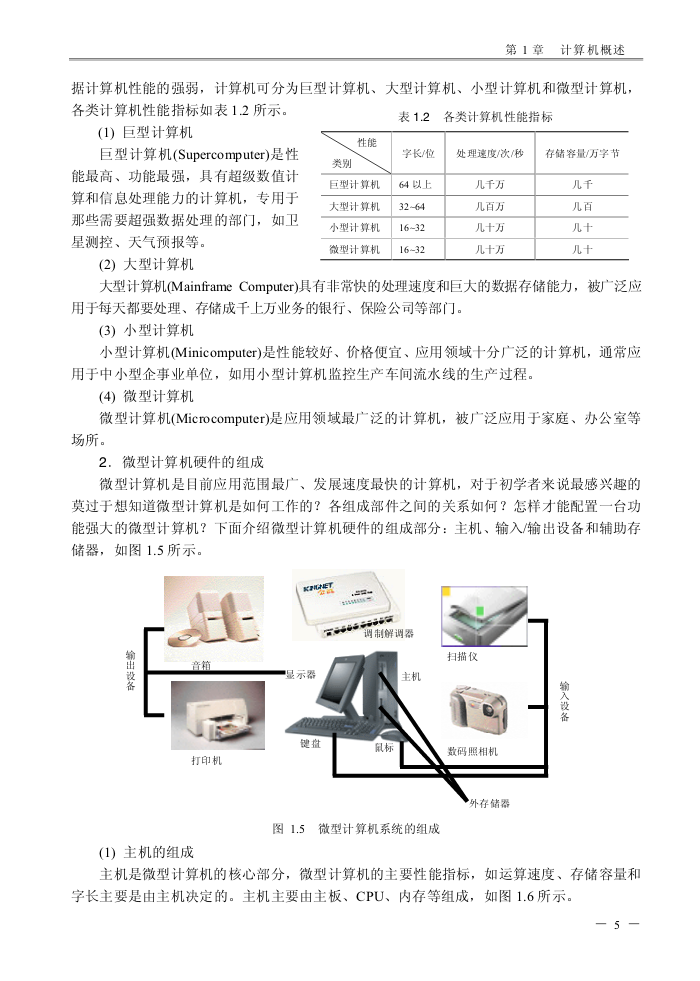 第 1 章 计算机概述
据计算机性能的强弱，计算机可分为巨型计算机、大型计算机、小型计算机和微型计算机，
各类计算机性能指标如表 1.2 所示。
表 1.2 各类计算机性能指标
性能
类别
字长/位 处理速度/次/秒 存储容量/万字节
巨型计算机 64 以上 几千万 几千
大型计算机 32~64 几百万 几百
小型计算机 16~32 几十万 几十
微型计算机 16~32 几十万 几十
(1) 巨型计算机
巨型计算机(Supercomputer)是性
能最高、功能最强，具有超级数值计
算和信息处理能力的计算机，专用于
那些需要超强数据处理的部门，如卫
星测控、天气预报等。
(2) 大型计算机
大型计算机(Mainframe Computer)具有非常快的处理速度和巨大的数据存储能力，被广泛应
用于每天都要处理、存储成千上万业务的银行、保险公司等部门。
(3) 小型计算机
小型计算机(Minicomputer)是性能较好、价格便宜、应用领域十分广泛的计算机，通常应
用于中小型企事业单位，如用小型计算机监控生产车间流水线的生产过程。
(4) 微型计算机
微型计算机(Microcomputer)是应用领域最广泛的计算机，被广泛应用于家庭、办公室等
场所。
2．微型计算机硬件的组成
微型计算机是目前应用范围最广、发展速度最快的计算机，对于初学者来说最感兴趣的
莫过于想知道微型计算机是如何工作的？各组成部件之间的关系如何？怎样才能配置一台功
能强大的微型计算机？下面介绍微型计算机硬件的组成部分：主机、输入/输出设备和辅助存
储器，如图 1.5 所示。
KINGNET
调制解调器
输出设备
音箱
扫描仪
显示器
主机
输入设备
键盘
鼠标
数码照相机
打印机
外存储器
图 1.5 微型计算机系统的组成
(1) 主机的组成
主机是微型计算机的核心部分，微型计算机的主要性能指标，如运算速度、存储容量和
字长主要是由主机决定的。主机主要由主板、CPU、内存等组成，如图 1.6 所示。
— 5 —